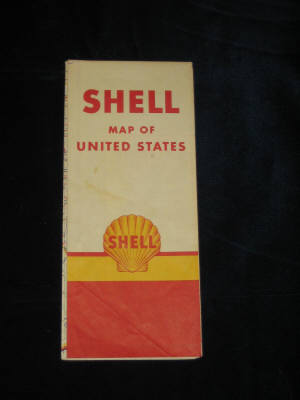 SHELL
MAP OF
UNITED STATES
SHELL